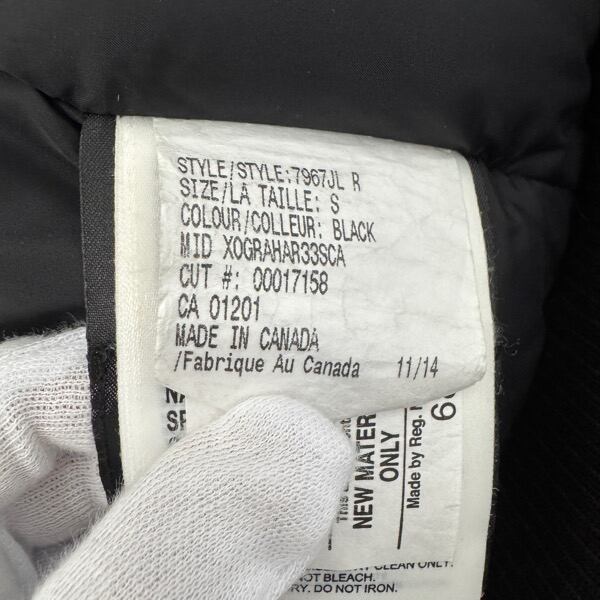 STYLE/STYLE:7967JL R
SIZE/LA TAILLE: S
COLOUR/COLLEUR: BLACK
MID XOGRAHAR33SCA
CUT #: 00017158
CA 01201
MADE IN CANADA
/Fabrique Au Canada 11/14
NEW MATER
ONLY
Made by Reg.
CLEAN ONLY.
NOT BLEACH.
RY. DO NOT IRON.